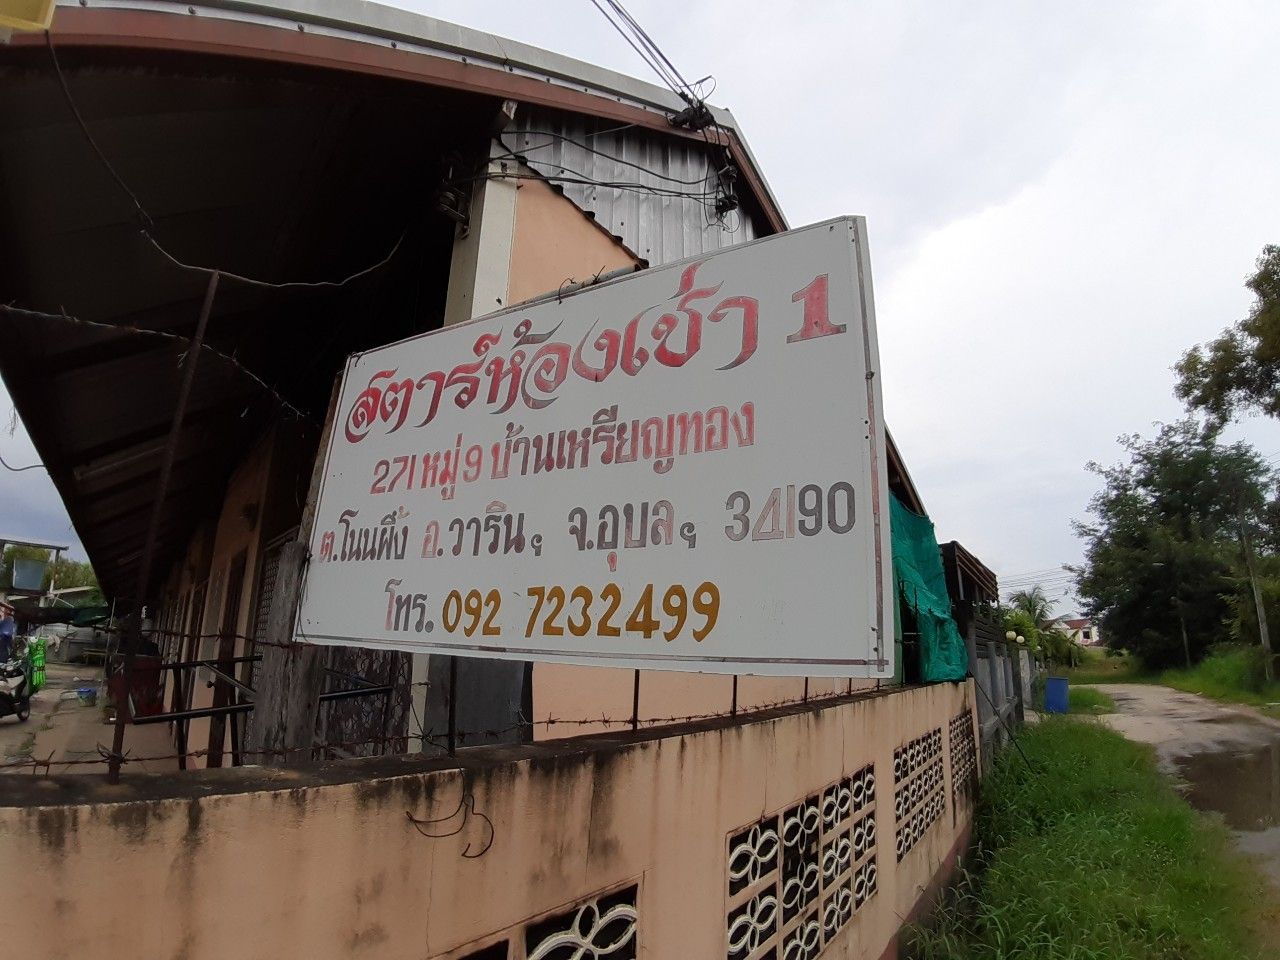 สตาร์ห้องเช่า 1
271 หมู่ 9 บ้านเหรียญทอง
ต.โนนผึ้ง อ.วารินฯ จ.อุบลฯ 34190
โทร. 092 7232499